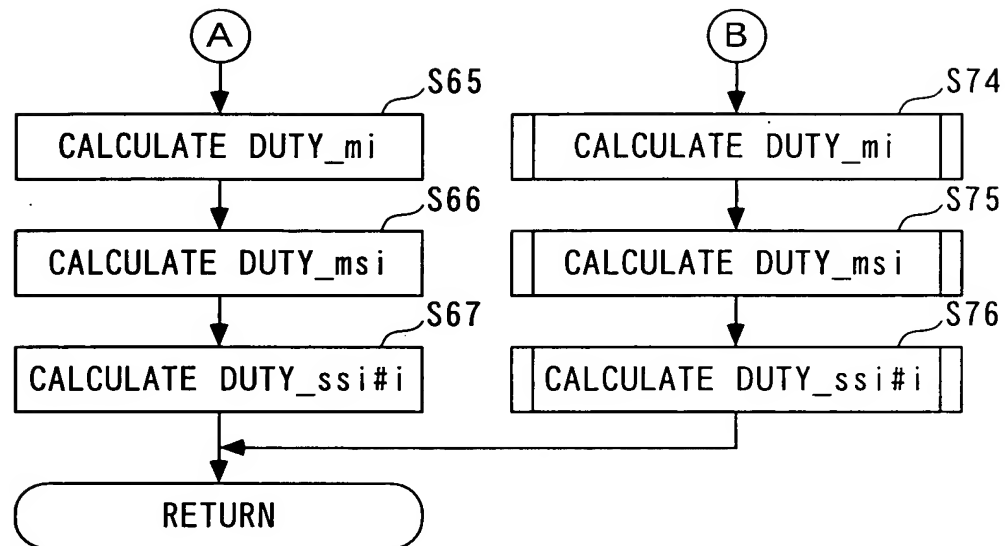 A
B
S65
CALCULATE DUTY_mi
S74
CALCULATE DUTY_mi
S66
CALCULATE DUTY_msi
S75
CALCULATE DUTY_msi
S67
CALCULATE DUTY_ssi#i
S76
CALCULATE DUTY_ssi#i
RETURN